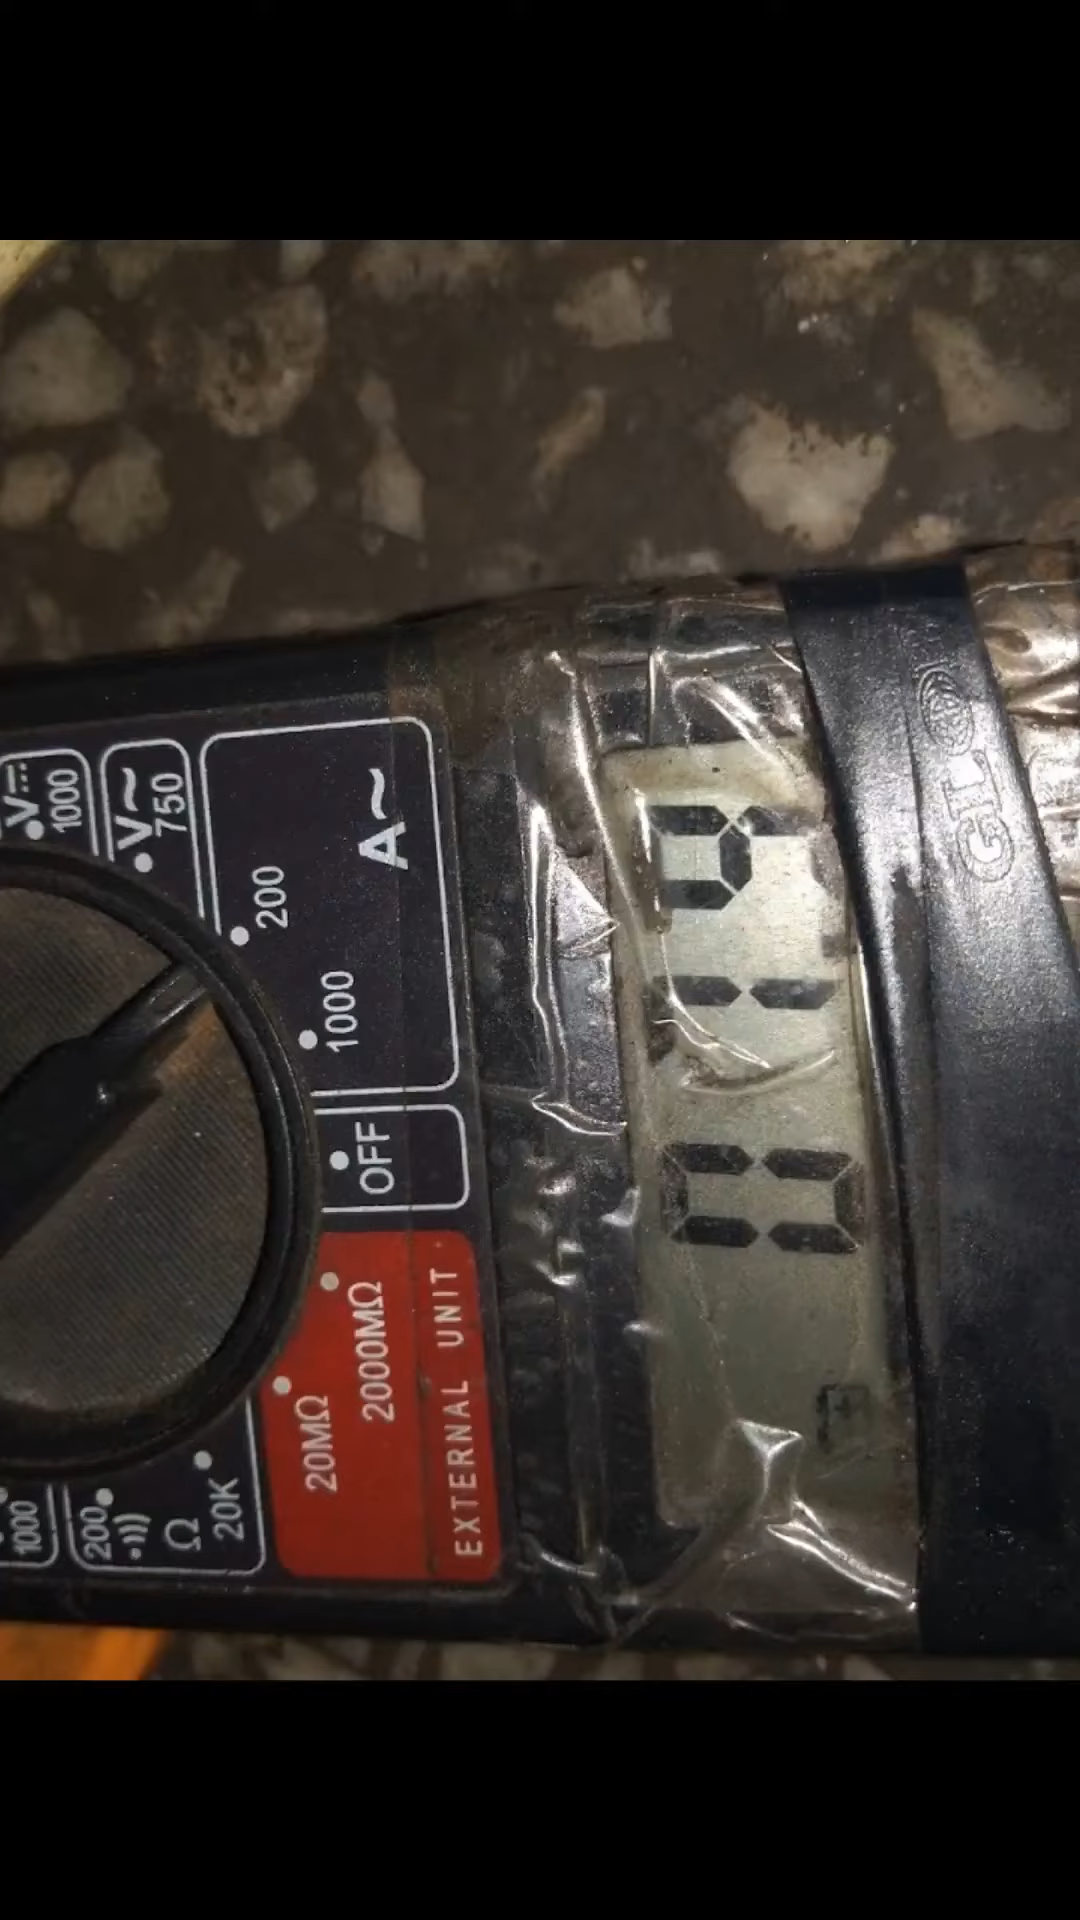 1000
V⎓
1000
200
V~
750
Ω
20K
200
20MΩ
2000MΩ
1000
OFF
A~
EXTERNAL UNIT
GL